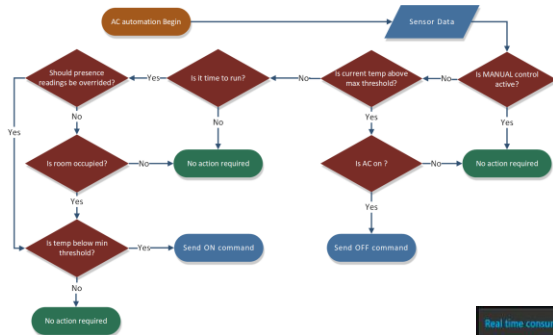 AC automation Begin
Sensor Data
Should presence
readings be overrided?
Yes
Is it time to run?
No
Is current temp above
max threshold?
No
Is MANUAL control
active?
Yes
No
No
Yes
Yes
Is room occupied?
No
No action required
Is AC on ?
No
No action required
Yes
Yes
Is temp below min
threshold?
Yes
Send ON command
Send OFF command
No
No action required
Real time consum